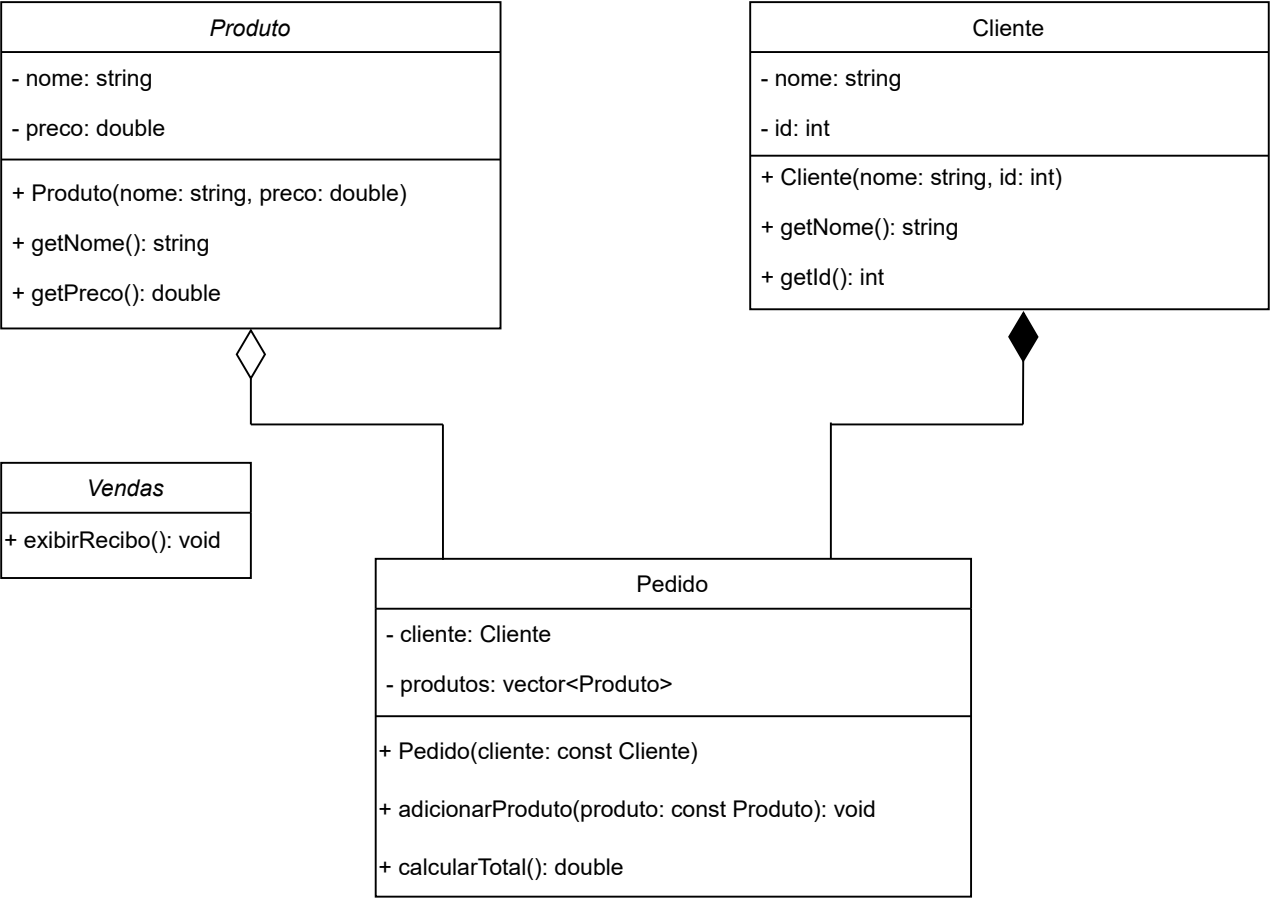 Produto
- nome: string
- preco: double
+ Produto(nome: string, preco: double)
+ getNome(): string
+ getPreco(): double
Cliente
- nome: string
- id: int
+ Cliente(nome: string, id: int)
+ getNome(): string
+ getId(): int
Vendas
+ exibirRecibo(): void
Pedido
- cliente: Cliente
- produtos: vector<Produto>
+ Pedido(cliente: const Cliente)
+ adicionarProduto(produto: const Produto): void
+ calcularTotal(): double